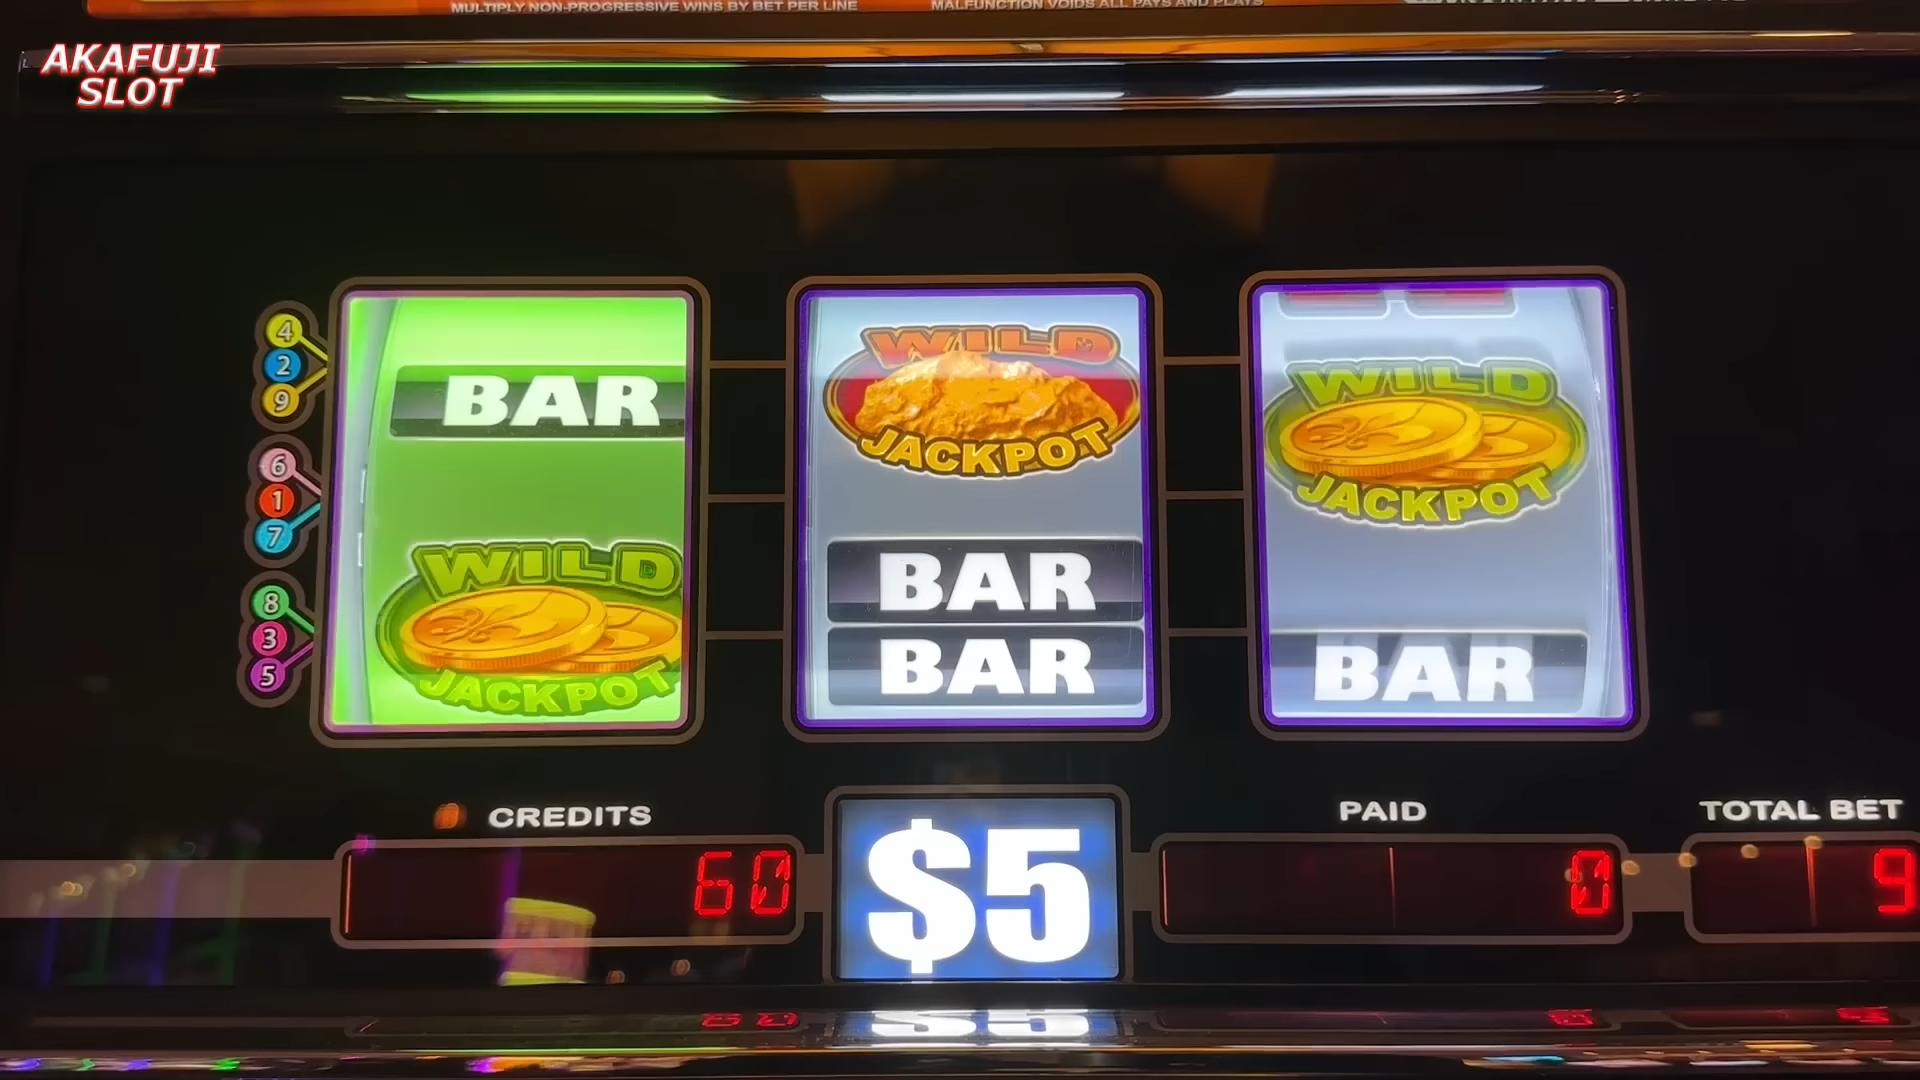 MULTIPLY NON-PROGRESSIVE WINS BY BET PER LINE
MALFUNCTION VOIDS ALL PAYS AND PLAYS
AKAFUJI
SLOT
4
2
9
6
1
7
8
3
5
BAR
WILD
JACKPOT
WILD
JACKPOT
BAR
BAR
WILD
JACKPOT
BAR
CREDITS
60
$5
PAID
0
TOTAL BET
9